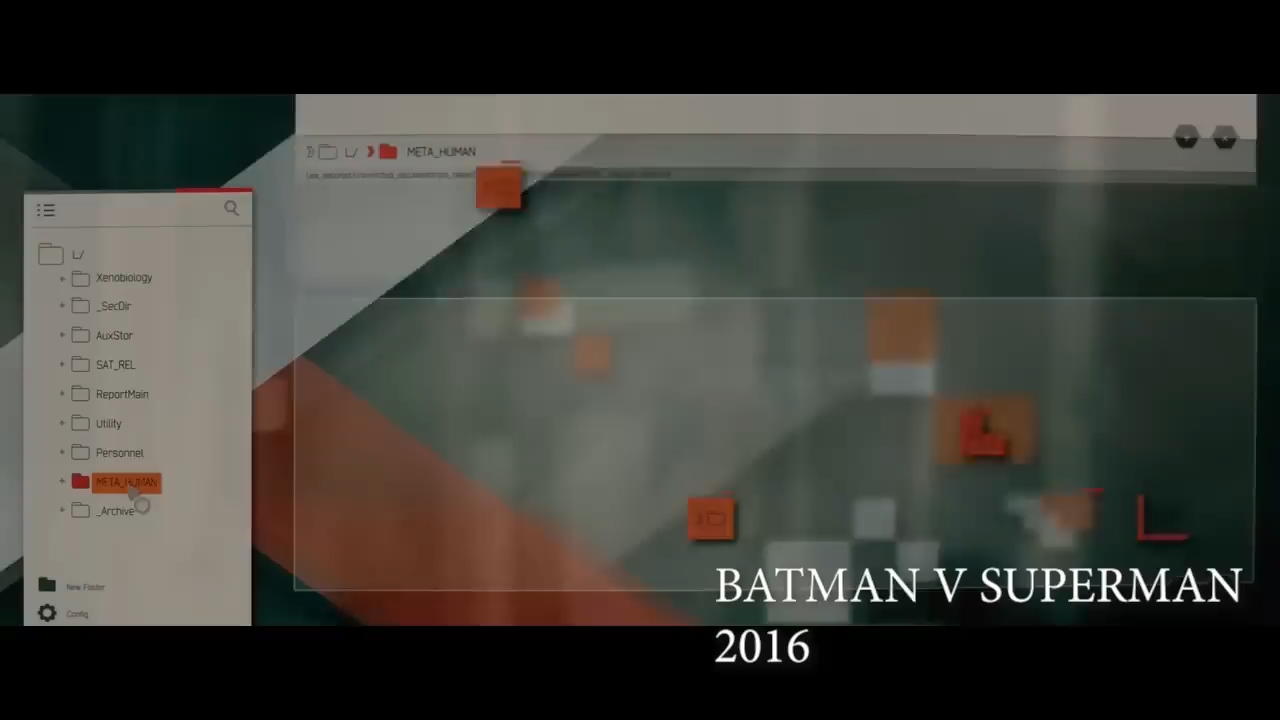 L/
META_HUMAN
L/
Xenobiology
_SecDir
AuxStor
SAT_REL
ReportMain
Utility
Personnel
META_HUMAN
_Archive
New Folder
Config
BATMAN V SUPERMAN
2016